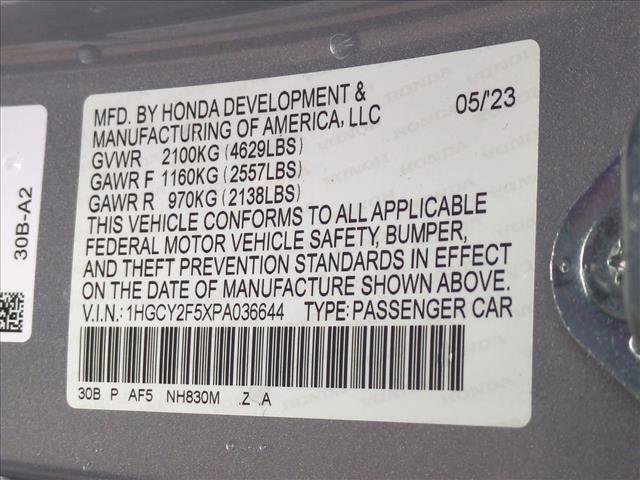 MFD. BY HONDA DEVELOPMENT &
MANUFACTURING OF AMERICA, LLC 05/'23
GVWR 2100KG (4629LBS)
GAWR F 1160KG (2557LBS)
GAWR R 970KG (2138LBS)
THIS VEHICLE CONFORMS TO ALL APPLICABLE
FEDERAL MOTOR VEHICLE SAFETY, BUMPER,
AND THEFT PREVENTION STANDARDS IN EFFECT
ON THE DATE OF MANUFACTURE SHOWN ABOVE.
V.I.N.: 1HGCY2F5XPA036644 TYPE: PASSENGER CAR
30B P AF5 NH830M .Z .A
30B-A2